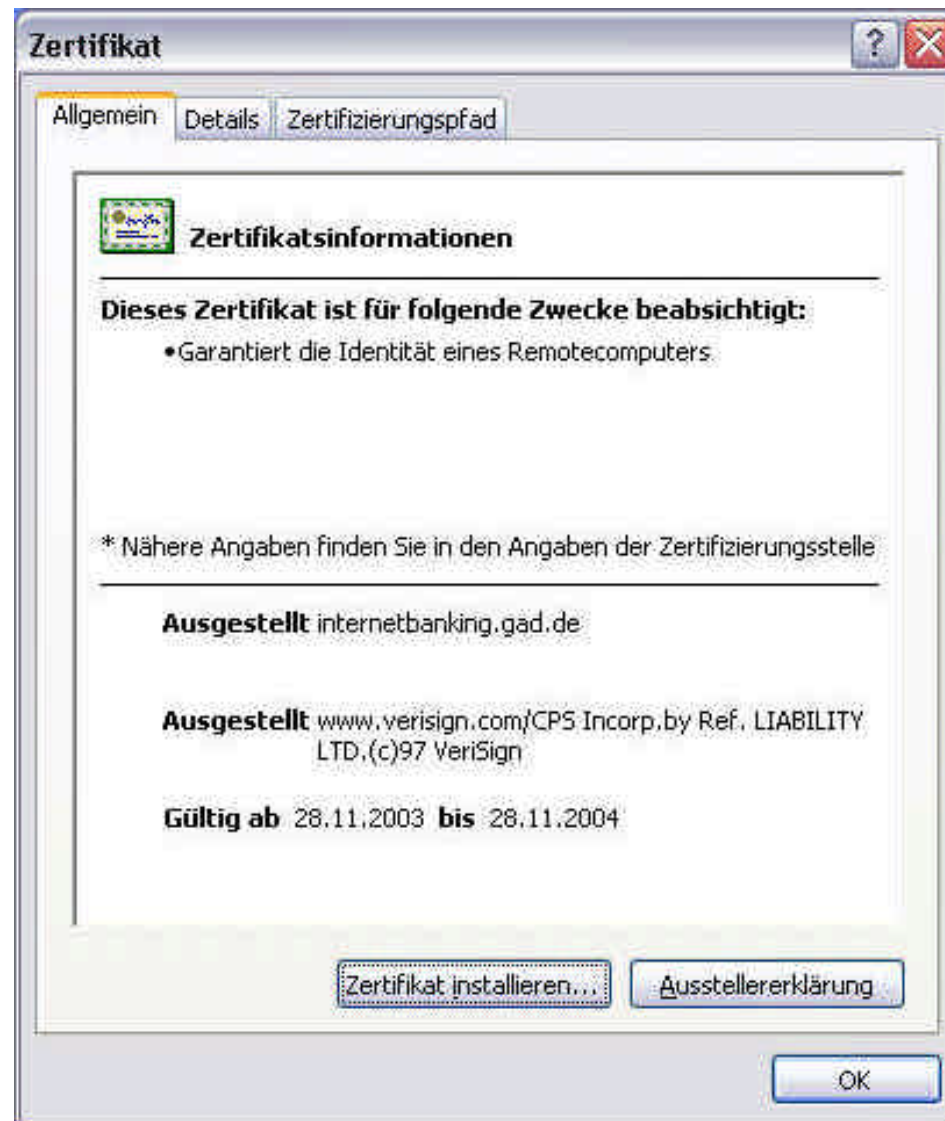 Zertifikat
Allgemein Details Zertifizierungspfad
Zertifikatsinformationen
Dieses Zertifikat ist für folgende Zwecke beabsichtigt:
•Garantiert die Identität eines Remotecomputers
* Nähere Angaben finden Sie in den Angaben der Zertifizierungsstelle
Ausgestellt internetbanking.gad.de
Ausgestellt www.verisign.com/CPS Incorp.by Ref. LIABILITY
LTD.(c)97 VeriSign
Gültig ab 28.11.2003 bis 28.11.2004
Zertifikat installieren... Ausstellererklärung
OK